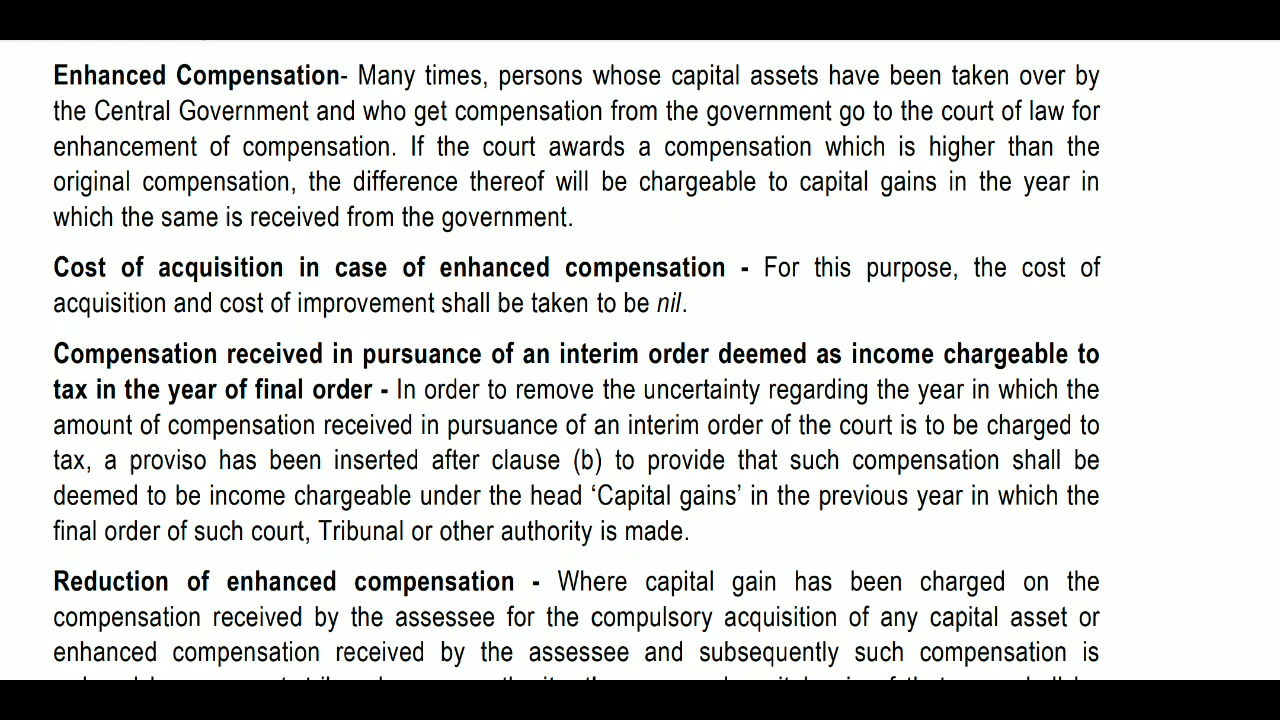 Enhanced Compensation- Many times, persons whose capital assets have been taken over by
the Central Government and who get compensation from the government go to the court of law for
enhancement of compensation. If the court awards a compensation which is higher than the
original compensation, the difference thereof will be chargeable to capital gains in the year in
which the same is received from the government.
Cost of acquisition in case of enhanced compensation - For this purpose, the cost of
acquisition and cost of improvement shall be taken to be nil.
Compensation received in pursuance of an interim order deemed as income chargeable to
tax in the year of final order - In order to remove the uncertainty regarding the year in which the
amount of compensation received in pursuance of an interim order of the court is to be charged to
tax, a proviso has been inserted after clause (b) to provide that such compensation shall be
deemed to be income chargeable under the head ‘Capital gains’ in the previous year in which the
final order of such court, Tribunal or other authority is made.
Reduction of enhanced compensation - Where capital gain has been charged on the
compensation received by the assessee for the compulsory acquisition of any capital asset or
enhanced compensation received by the assessee and subsequently such compensation is